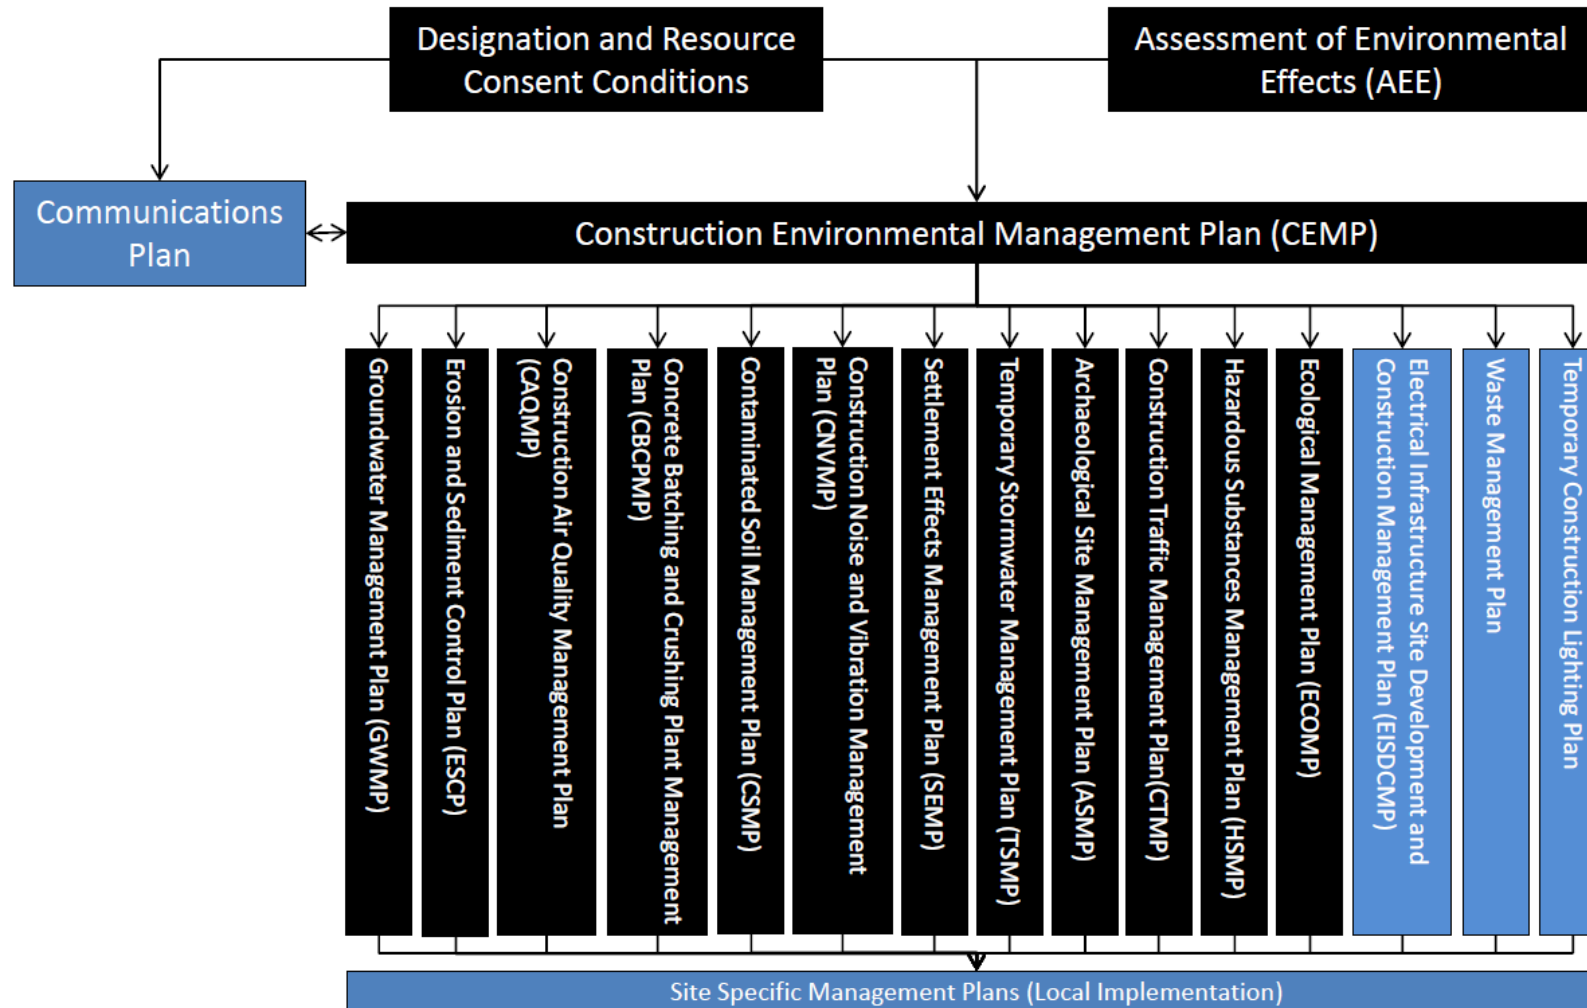 Designation and Resource
Consent Conditions
Assessment of Environmental
Effects (AEE)
Communications
Plan
Construction Environmental Management Plan (CEMP)
Groundwater Management Plan (GWMP)
Erosion and Sediment Control Plan (ESCP)
Construction Air Quality Management Plan
(CAQMP)
Concrete Batching and Crushing Plant Management
Plan (CBCPMP)
Contaminated Soil Management Plan (CSMP)
Construction Noise and Vibration Management
Plan (CNVMP)
Settlement Effects Management Plan (SEMP)
Temporary Stormwater Management Plan (TSMP)
Archaeological Site Management Plan (ASMP)
Construction Traffic Management Plan(CTMP)
Hazardous Substances Management Plan (HSMP)
Ecological Management Plan (ECOMP)
Electrical Infrastructure Site Development and
Construction Management Plan (EISDCMP)
Waste Management Plan
Temporary Construction Lighting Plan
Site Specific Management Plans (Local Implementation)